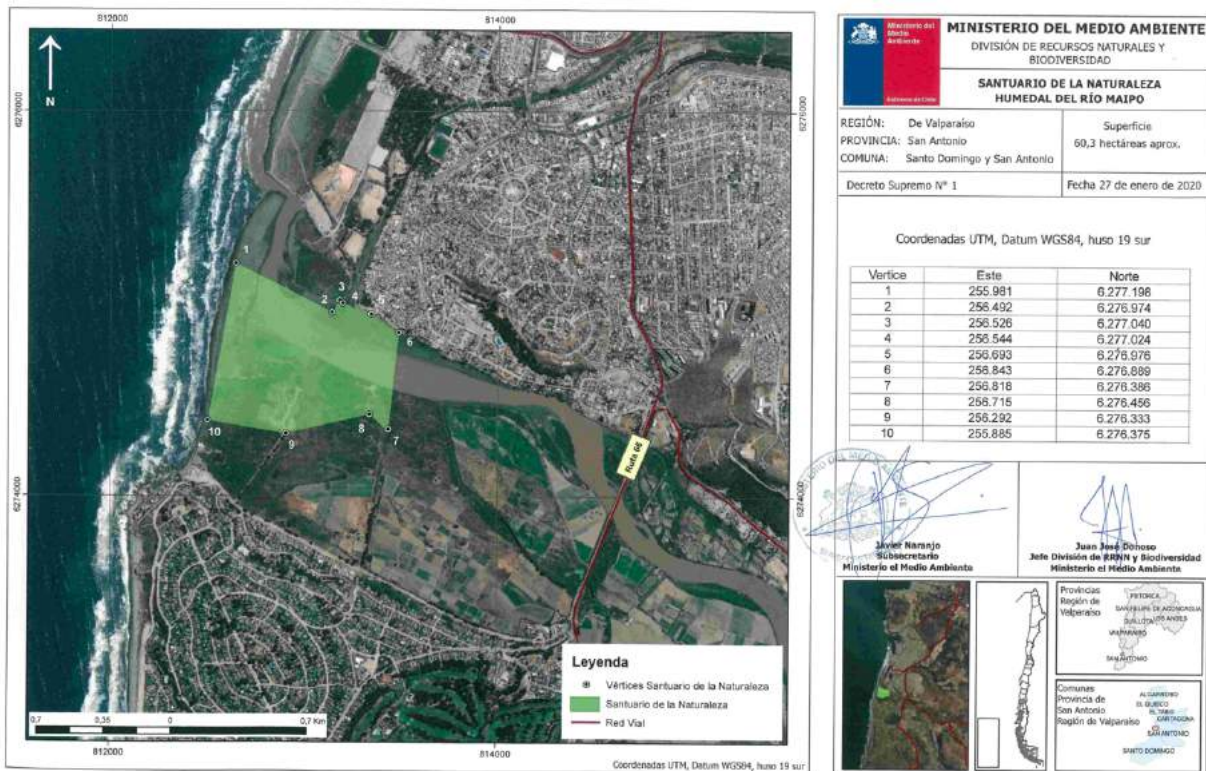 812000
814000
6276000
6276000
N
1
2
3
4
5
6
7
8
9
10
Ruta 66
6274000
6274000
Leyenda
Vértices Santuario de la Naturaleza
Santuario de la Naturaleza
Red Vial
0,7 0,35 0 0,7 Km
812000
814000
Coordenadas UTM, Datum WGS84, huso 19 sur
Ministerio del Medio Ambiente
Gobierno de Chile
MINISTERIO DEL MEDIO AMBIENTE
DIVISIÓN DE RECURSOS NATURALES Y
BIODIVERSIDAD
SANTUARIO DE LA NATURALEZA
HUMEDAL DEL RÍO MAIPO
REGIÓN: De Valparaíso
PROVINCIA: San Antonio
COMUNA: Santo Domingo y San Antonio
Superficie
60,3 hectáreas aprox.
Decreto Supremo N° 1
Fecha 27 de enero de 2020
Coordenadas UTM, Datum WGS84, huso 19 sur
Vertice Este Norte
1 255.981 6.277.196
2 256.492 6.276.974
3 256.526 6.277.040
4 256.544 6.277.024
5 256.693 6.276.976
6 256.843 6.276.889
7 256.818 6.276.386
8 256.715 6.276.456
9 256.292 6.276.333
10 255.885 6.276.375
Javier Naranjo
Subsecretario
Ministerio el Medio Ambiente
Juan José Donoso
Jefe División de RRNN y Biodiversidad
Ministerio el Medio Ambiente
Provincias
Región de
Valparaíso
PETORCA
SAN FELIPE DE ACONCAGUA
QUILLOTA LOS ANDES
VALPARAISO
SAN ANTONIO
Comunas
Provincia de
San Antonio
Región de Valparaíso
ALGARROBO
EL QUISCO
EL TABO
CARTAGENA
SAN ANTONIO
SANTO DOMINGO